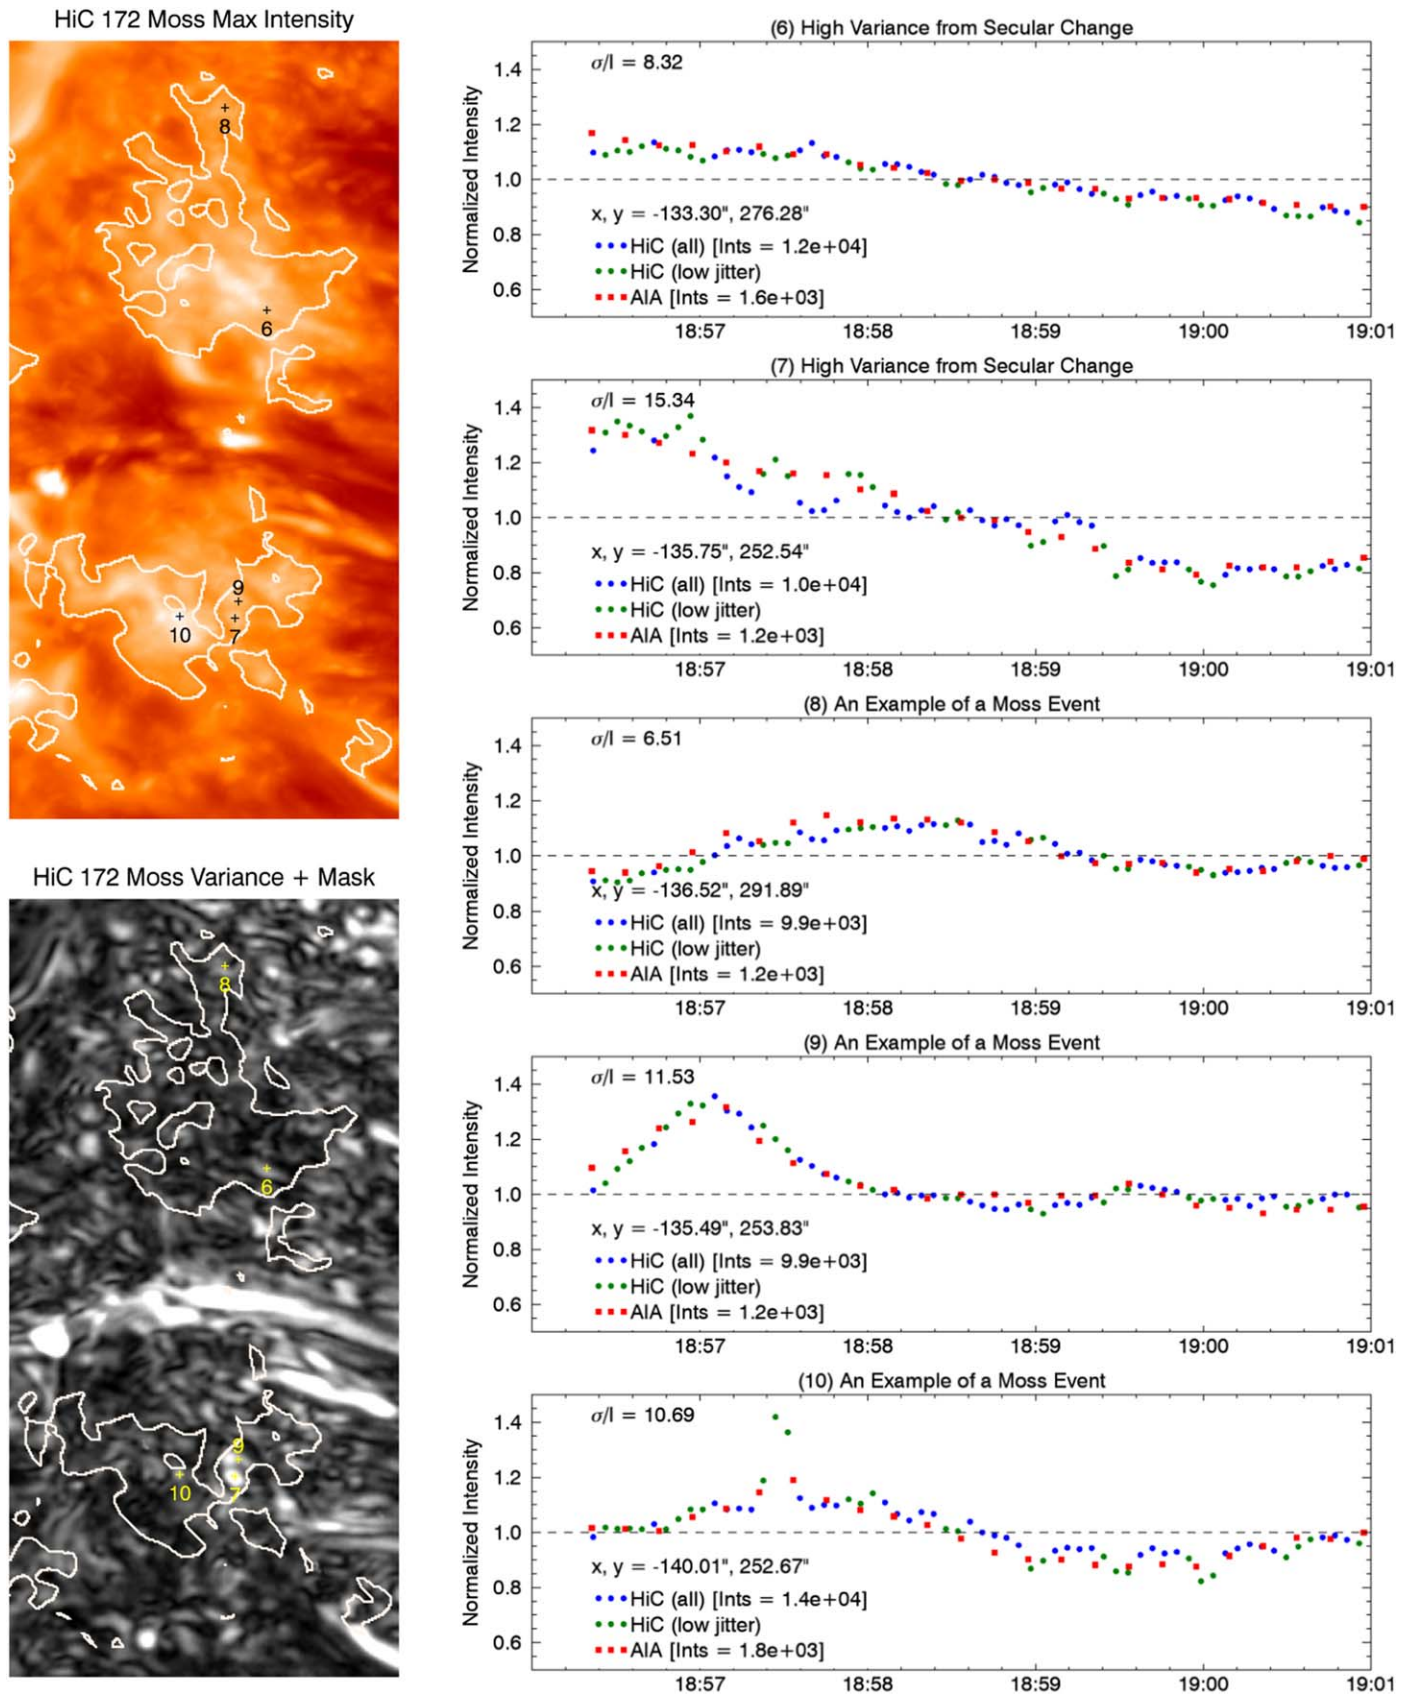 HiC 172 Moss Max Intensity
8
6
9
10
7
HiC 172 Moss Variance + Mask
8
6
9
10
7
(6) High Variance from Secular Change
Normalized Intensity
1.4
1.2
1.0
0.8
0.6
σ/I = 8.32
x, y = -133.30", 276.28"
HiC (all) [Ints = 1.2e+04]
HiC (low jitter)
AIA [Ints = 1.6e+03]
18:57 18:58 18:59 19:00 19:01
(7) High Variance from Secular Change
Normalized Intensity
1.4
1.2
1.0
0.8
0.6
σ/I = 15.34
x, y = -135.75", 252.54"
HiC (all) [Ints = 1.0e+04]
HiC (low jitter)
AIA [Ints = 1.2e+03]
18:57 18:58 18:59 19:00 19:01
(8) An Example of a Moss Event
Normalized Intensity
1.4
1.2
1.0
0.8
0.6
σ/I = 6.51
x, y = -136.52", 291.89"
HiC (all) [Ints = 9.9e+03]
HiC (low jitter)
AIA [Ints = 1.2e+03]
18:57 18:58 18:59 19:00 19:01
(9) An Example of a Moss Event
Normalized Intensity
1.4
1.2
1.0
0.8
0.6
σ/I = 11.53
x, y = -135.49", 253.83"
HiC (all) [Ints = 9.9e+03]
HiC (low jitter)
AIA [Ints = 1.2e+03]
18:57 18:58 18:59 19:00 19:01
(10) An Example of a Moss Event
Normalized Intensity
1.4
1.2
1.0
0.8
0.6
σ/I = 10.69
x, y = -140.01", 252.67"
HiC (all) [Ints = 1.4e+04]
HiC (low jitter)
AIA [Ints = 1.8e+03]
18:57 18:58 18:59 19:00 19:01